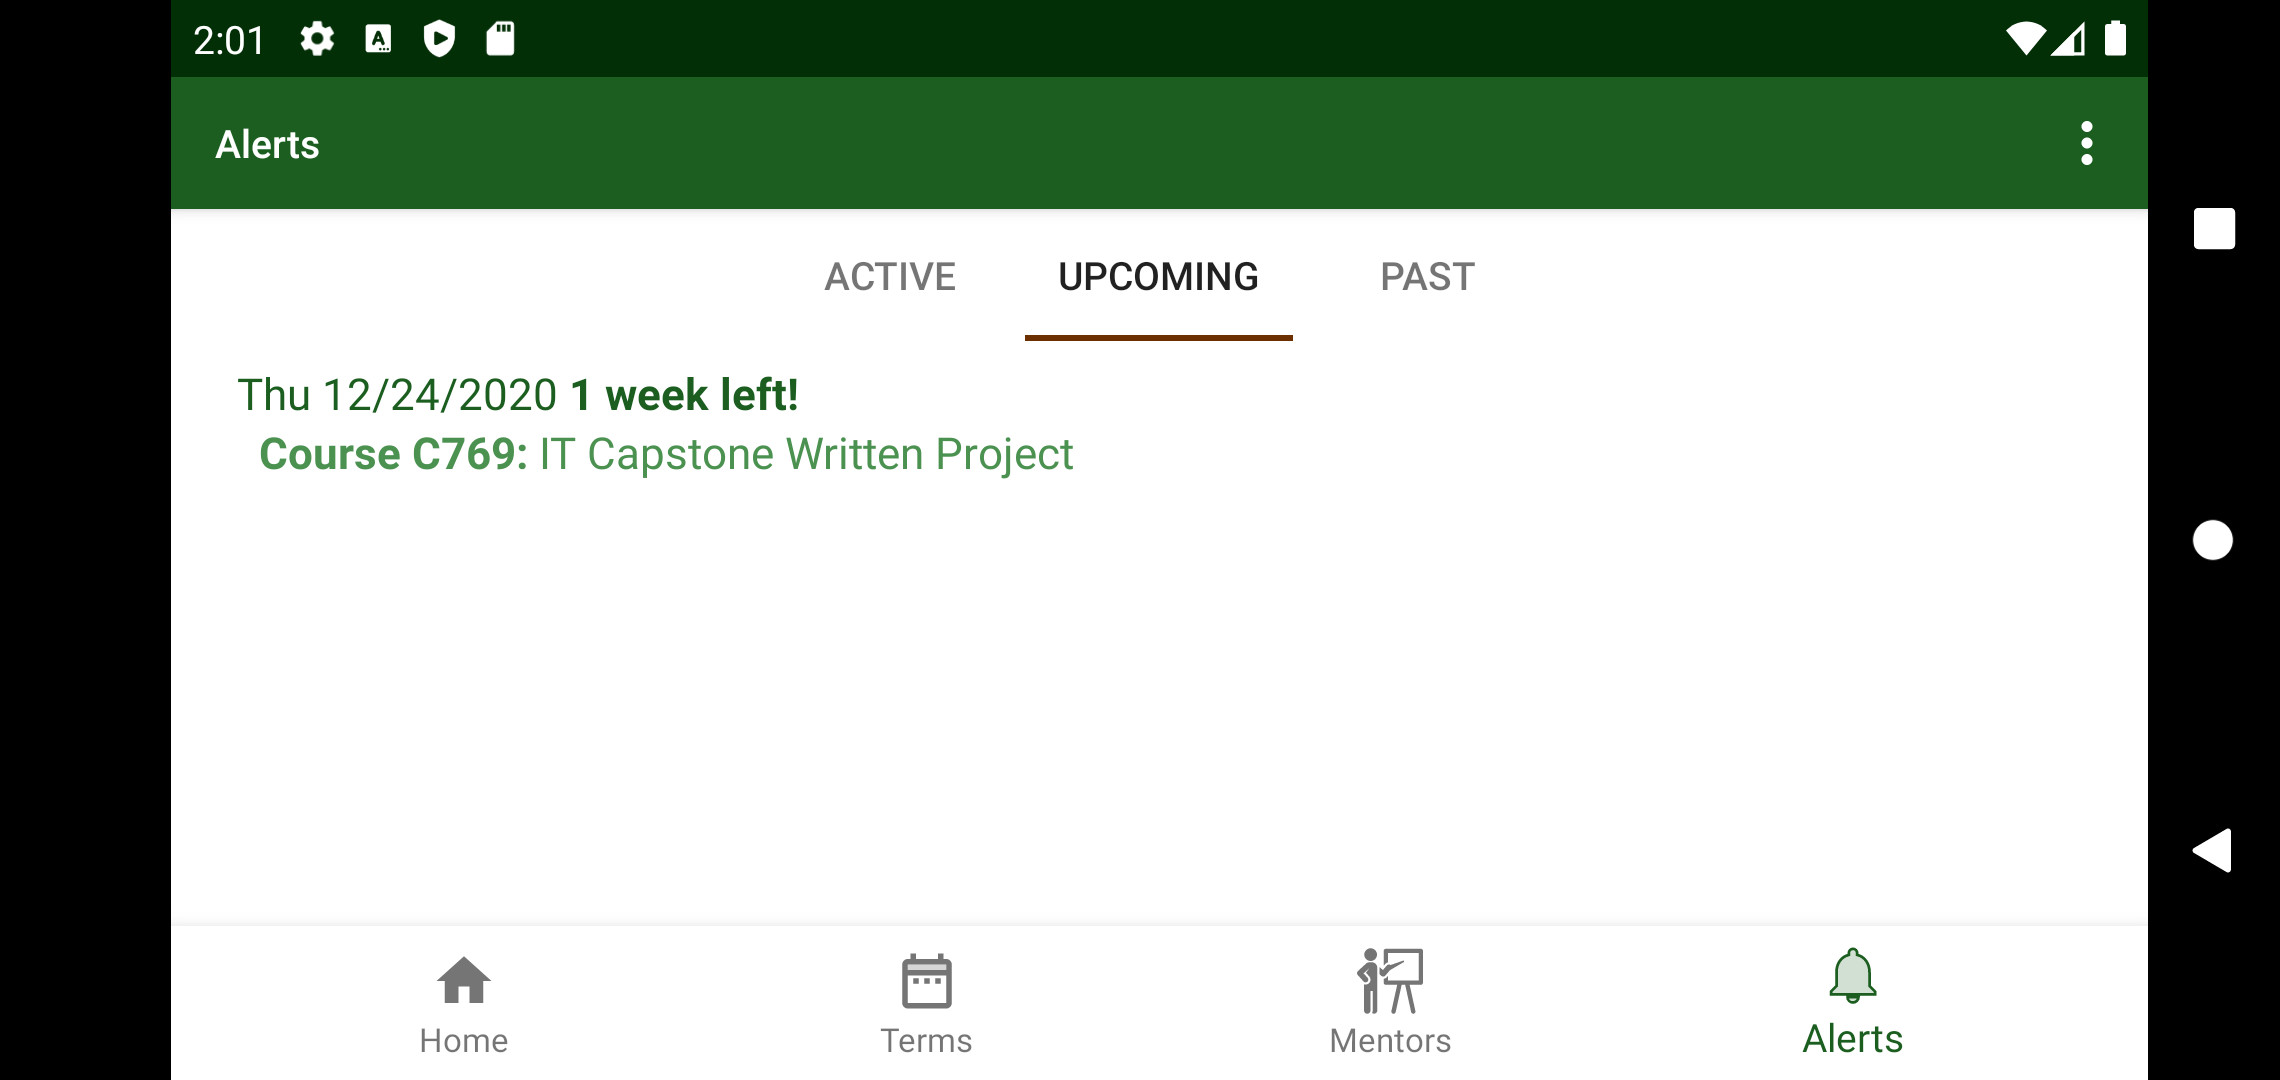 2:01
Alerts
ACTIVE UPCOMING PAST
Thu 12/24/2020 1 week left!
Course C769: IT Capstone Written Project
Home Terms Mentors Alerts